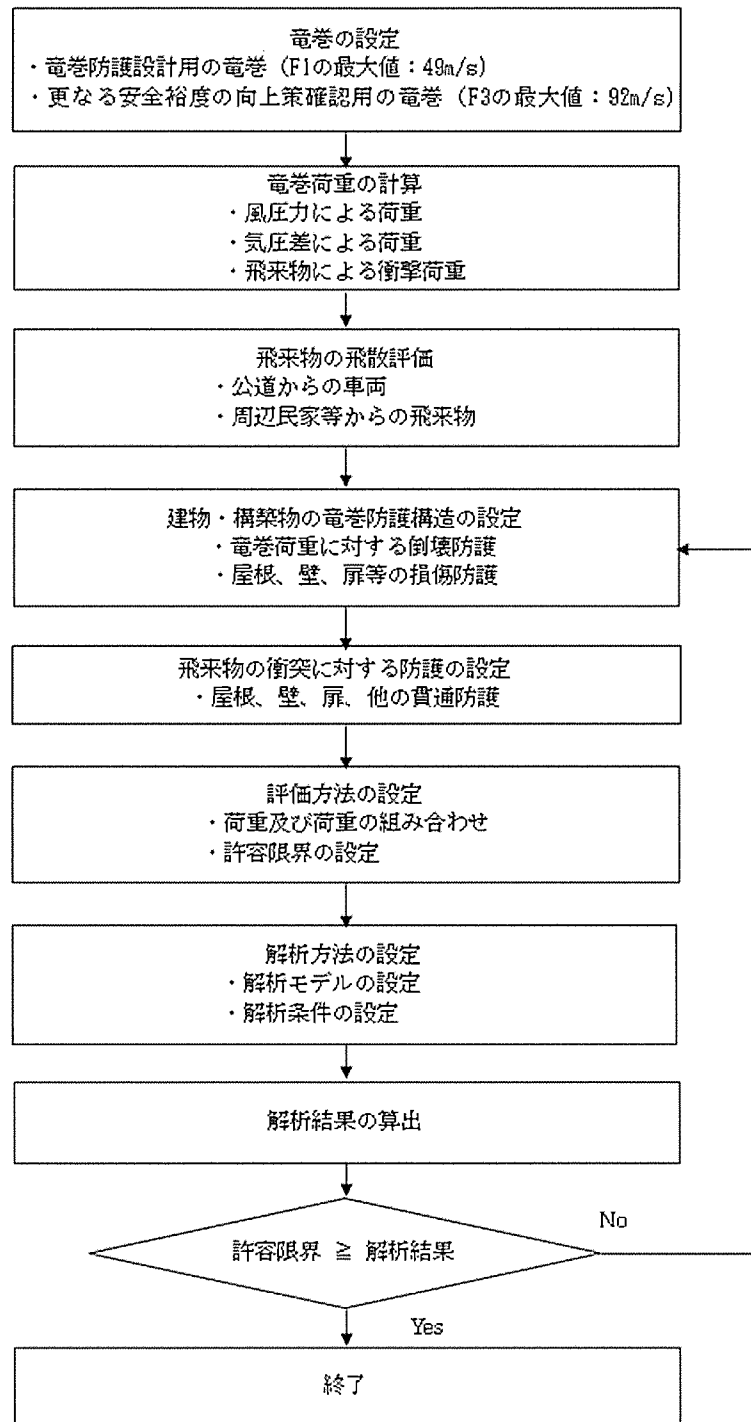 竜巻の設定
・竜巻防護設計用の竜巻（F1の最大値：49m/s）
・更なる安全裕度の向上策確認用の竜巻（F3の最大値：92m/s）
竜巻荷重の計算
・風圧力による荷重
・気圧差による荷重
・飛来物による衝撃荷重
飛来物の飛散評価
・公道からの車両
・周辺民家等からの飛来物
建物・構築物の竜巻防護構造の設定
・竜巻荷重に対する倒壊防護
・屋根、壁、扉等の損傷防護
飛来物の衝突に対する防護の設定
・屋根、壁、扉、他の貫通防護
評価方法の設定
・荷重及び荷重の組み合わせ
・許容限界の設定
解析方法の設定
・解析モデルの設定
・解析条件の設定
解析結果の算出
許容限界 ≧ 解析結果
No
Yes
終了